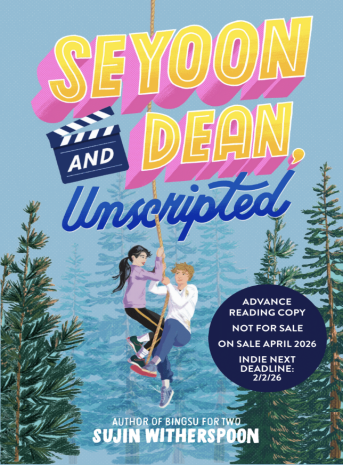 SEYOON
AND DEAN,
Unscripted
ADVANCE
READING COPY
NOT FOR SALE
ON SALE APRIL 2026
INDIE NEXT
DEADLINE:
2/2/26
AUTHOR OF BINGSU FOR TWO
SUJIN WITHERSPOON